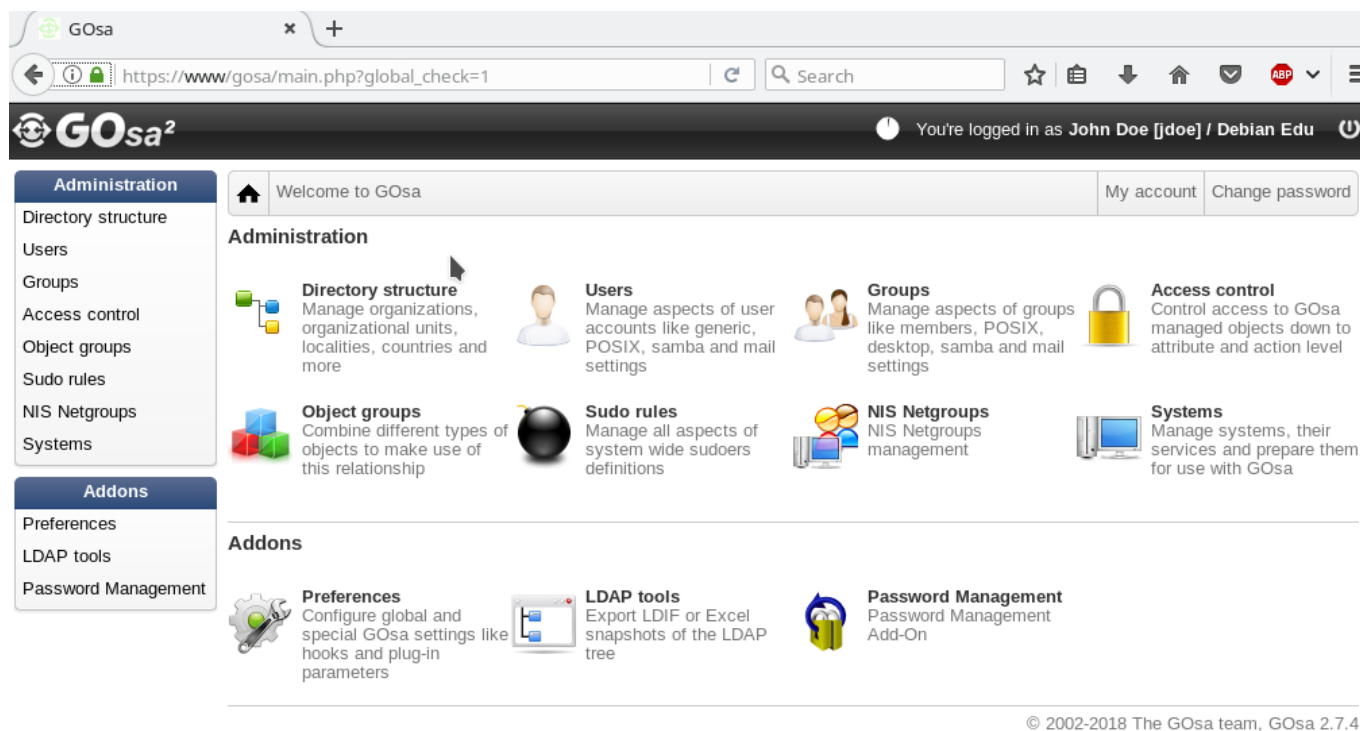 GOsa
https://www/gosa/main.php?global_check=1
Search
ABP
GOsa²
You're logged in as John Doe [jdoe] / Debian Edu
Administration
Directory structure
Users
Groups
Access control
Object groups
Sudo rules
NIS Netgroups
Systems
Addons
Preferences
LDAP tools
Password Management
Welcome to GOsa
My account
Change password
Administration
Directory structure
Manage organizations,
organizational units,
localities, countries and
more
Users
Manage aspects of user
accounts like generic,
POSIX, samba and mail
settings
Groups
Manage aspects of groups
like members, POSIX,
desktop, samba and mail
settings
Access control
Control access to GOsa
managed objects down to
attribute and action level
Object groups
Combine different types of
objects to make use of
this relationship
Sudo rules
Manage all aspects of
system wide sudoers
definitions
NIS Netgroups
NIS Netgroups
management
Systems
Manage systems, their
services and prepare them
for use with GOsa
Addons
Preferences
Configure global and
special GOsa settings like
hooks and plug-in
parameters
LDAP tools
Export LDIF or Excel
snapshots of the LDAP
tree
Password Management
Password Management
Add-On
© 2002-2018 The GOsa team, GOsa 2.7.4